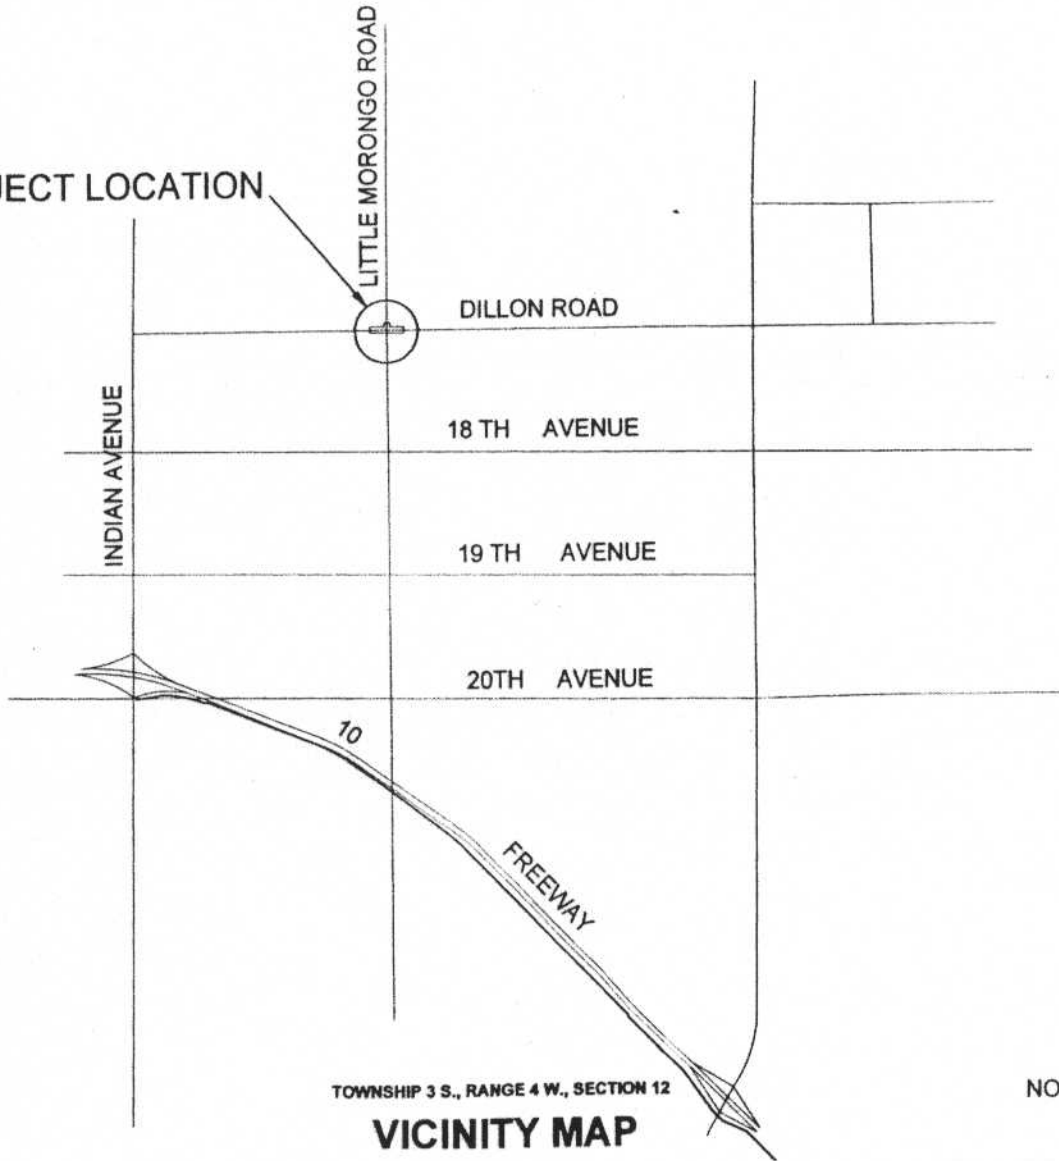 LITTLE MORONGO ROAD
JECT LOCATION
DILLON ROAD
INDIAN AVENUE
18 TH AVENUE
19 TH AVENUE
20TH AVENUE
10
FREEWAY
TOWNSHIP 3 S., RANGE 4 W., SECTION 12
NO
VICINITY MAP